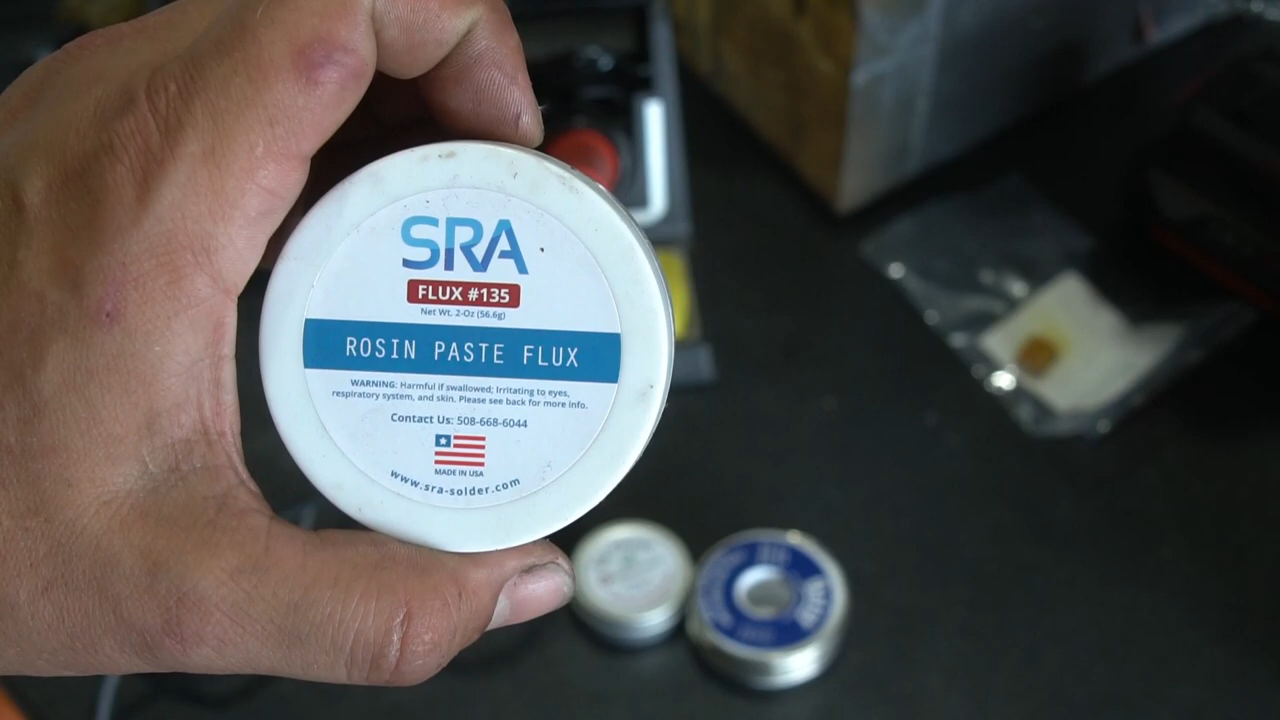 SRA
FLUX #135
Net Wt. 2-Oz (56.6g)
ROSIN PASTE FLUX
WARNING: Harmful if swallowed; Irritating to eyes,
respiratory system, and skin. Please see back for more info.
Contact Us: 508-668-6044
MADE IN USA
www.sra-solder.com